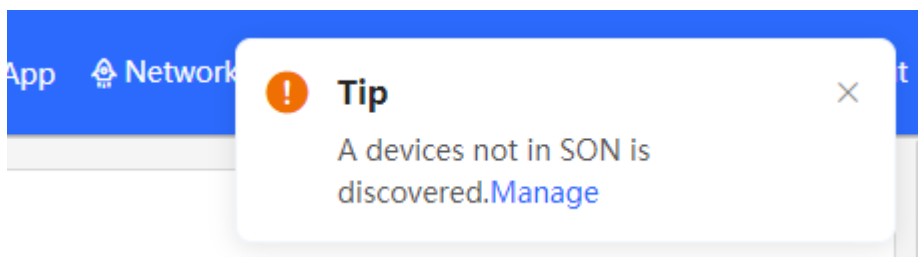 App Network
Tip
A devices not in SON is
discovered.Manage
t